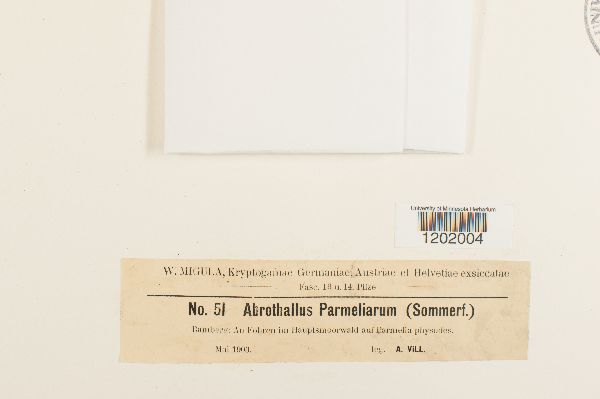 University of Minnesota Herbarium
1202004
W. MIGULA, Kryptogamae Germaniae, Austriae et Helvetiae exsiccatae
Fasc. 13 u. 14. Pilze
No. 51 Abrothallus Parmeliarum (Sommerf.)
Bamberg: An Föhren im Hauptsmoorwald auf Parmelia physodes.
Mai 1903. leg. A. ViLL.